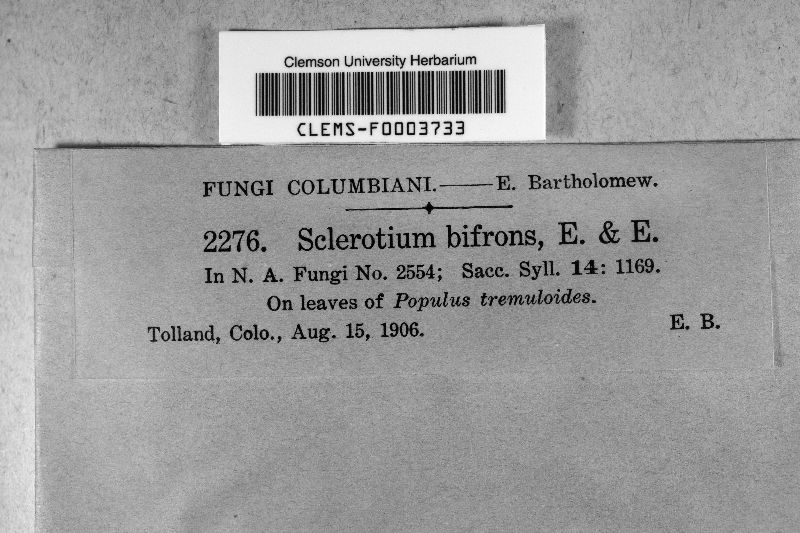 Clemson University Herbarium
CLEMS-F0003733
FUNGI COLUMBIANI.——E. Bartholomew.
2276. Sclerotium bifrons, E. & E.
In N. A. Fungi No. 2554; Sacc. Syll. 14: 1169.
On leaves of Populus tremuloides.
Tolland, Colo., Aug. 15, 1906. E. B.